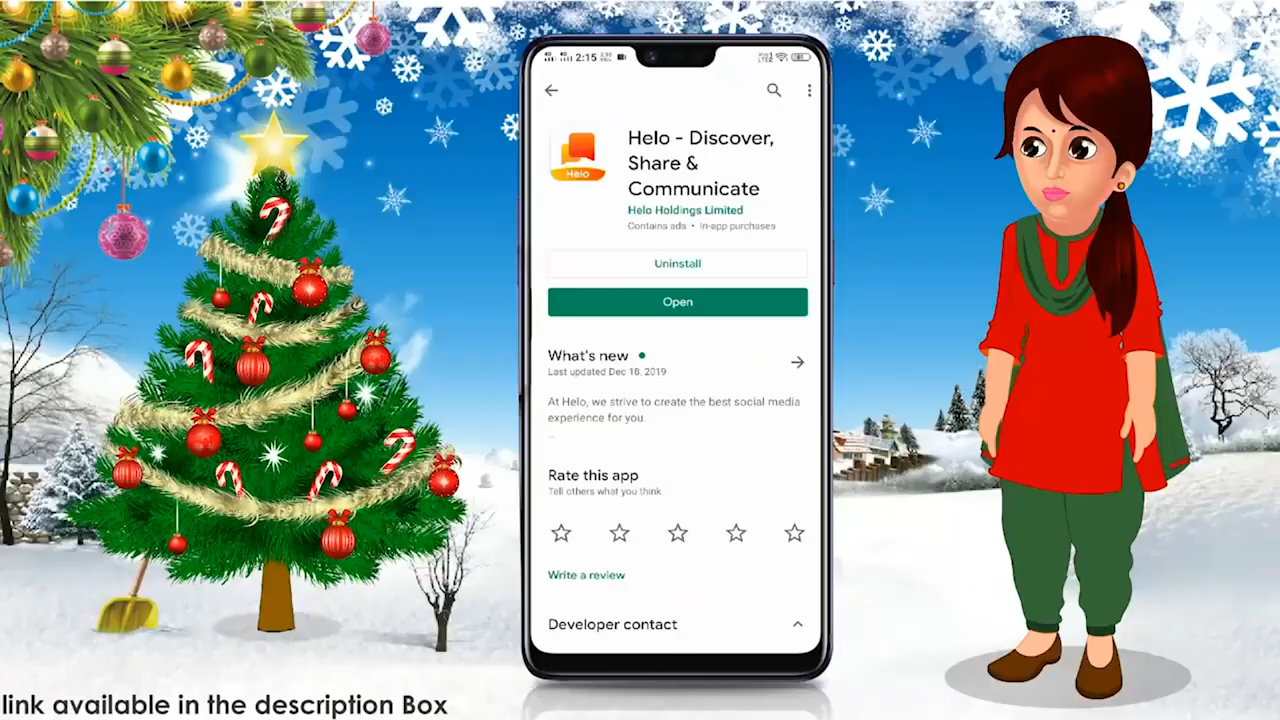 2:15
Helo
Helo - Discover,
Share &
Communicate
Helo Holdings Limited
Contains ads • In-app purchases
Uninstall
Open
What's new
Last updated Dec 18, 2019
At Helo, we strive to create the best social media
experience for you.
...
Rate this app
Tell others what you think
Write a review
Developer contact
link available in the description Box